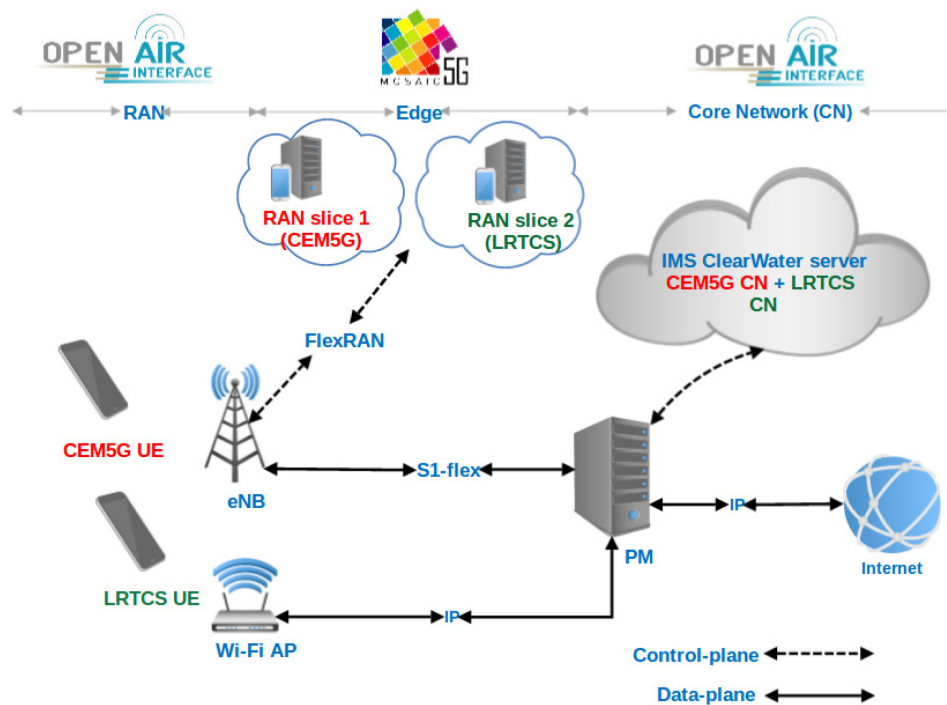 OPEN AIR
INTERFACE
MOSAIC 5G
OPEN AIR
INTERFACE
RAN
Edge
Core Network (CN)
RAN slice 1
(CEM5G)
RAN slice 2
(LRTCS)
IMS ClearWater server
CEM5G CN + LRTCS
CN
FlexRAN
CEM5G UE
eNB
S1-flex
IP
PM
Internet
LRTCS UE
Wi-Fi AP
IP
Control-plane
Data-plane